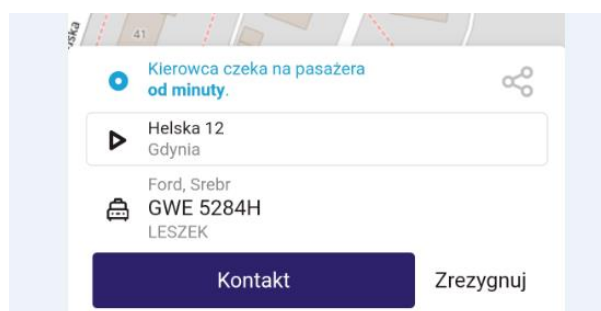 41
Kierowca czeka na pasażera
od minuty.
Helska 12
Gdynia
Ford, Srebr
GWE 5284H
LESZEK
Kontakt
Zrezygnuj